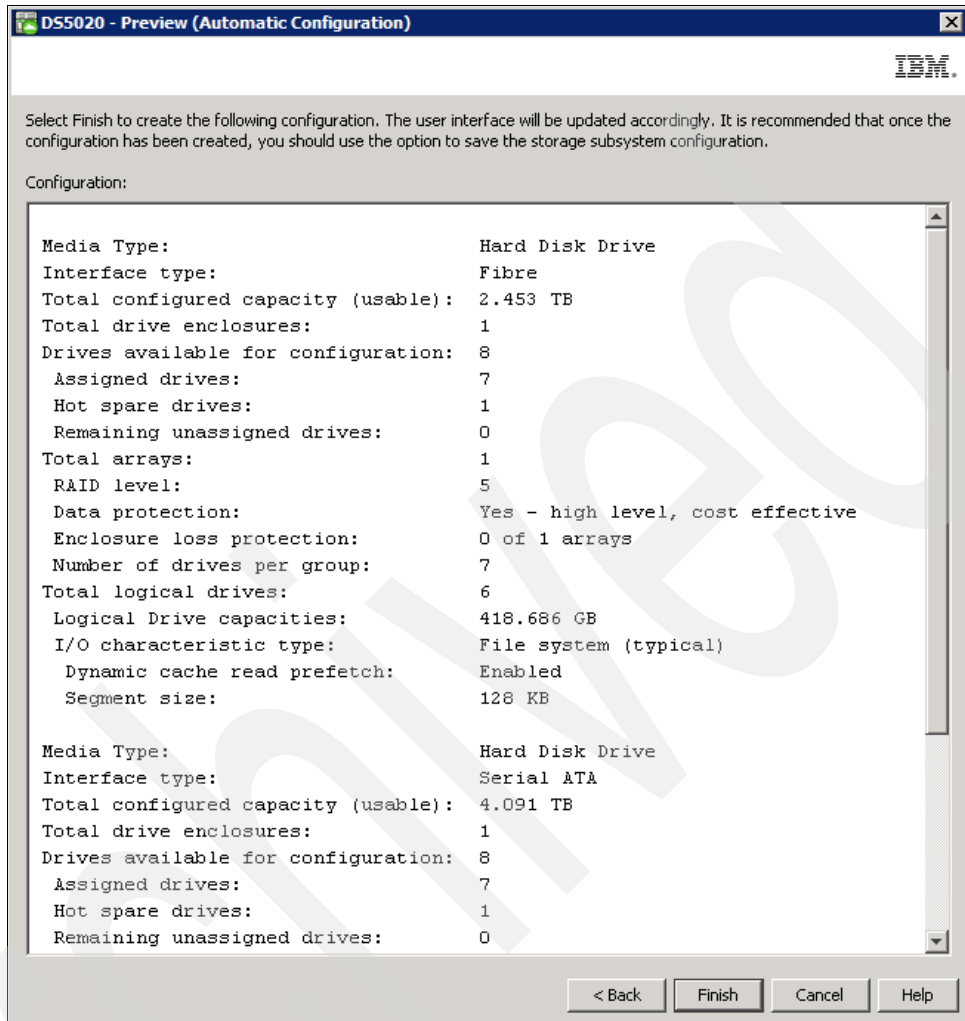 DS5020 - Preview (Automatic Configuration)
IBM.
Select Finish to create the following configuration. The user interface will be updated accordingly. It is recommended that once the
configuration has been created, you should use the option to save the storage subsystem configuration.
Configuration:
Media Type: Hard Disk Drive
Interface type: Fibre
Total configured capacity (usable): 2.453 TB
Total drive enclosures: 1
Drives available for configuration: 8
Assigned drives: 7
Hot spare drives: 1
Remaining unassigned drives: 0
Total arrays: 1
RAID level: 5
Data protection: Yes - high level, cost effective
Enclosure loss protection: 0 of 1 arrays
Number of drives per group: 7
Total logical drives: 6
Logical Drive capacities: 418.686 GB
I/O characteristic type: File system (typical)
Dynamic cache read prefetch: Enabled
Segment size: 128 KB
Media Type: Hard Disk Drive
Interface type: Serial ATA
Total configured capacity (usable): 4.091 TB
Total drive enclosures: 1
Drives available for configuration: 8
Assigned drives: 7
Hot spare drives: 1
Remaining unassigned drives: 0
< Back Finish Cancel Help